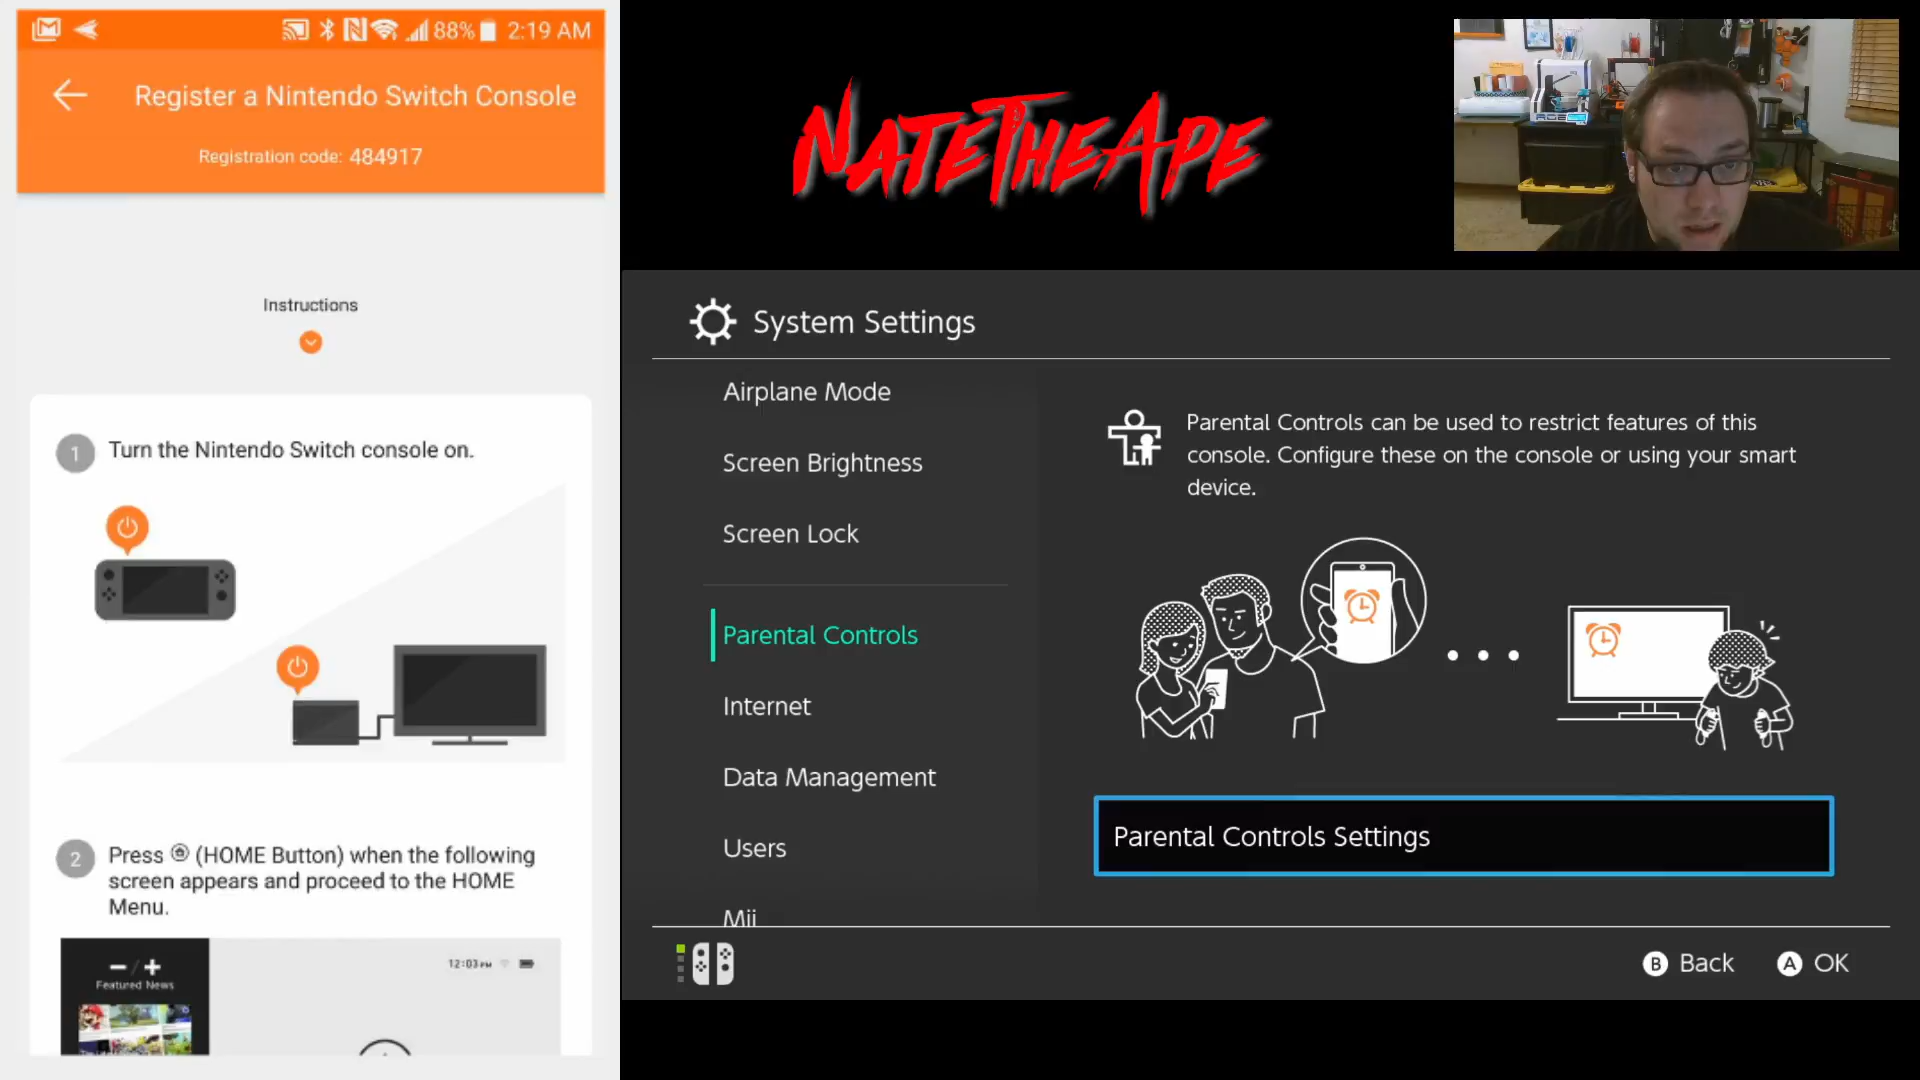 88% 2:19 AM
Register a Nintendo Switch Console
Registration code: 484917
Instructions
1 Turn the Nintendo Switch console on.
2 Press (HOME Button) when the following
screen appears and proceed to the HOME
Menu.
− / +
Featured News
12:03 PM
NATETHEAPE
System Settings
Airplane Mode
Screen Brightness
Screen Lock
Parental Controls
Internet
Data Management
Users
Mii
Parental Controls can be used to restrict features of this
console. Configure these on the console or using your smart
device.
Parental Controls Settings
B Back A OK